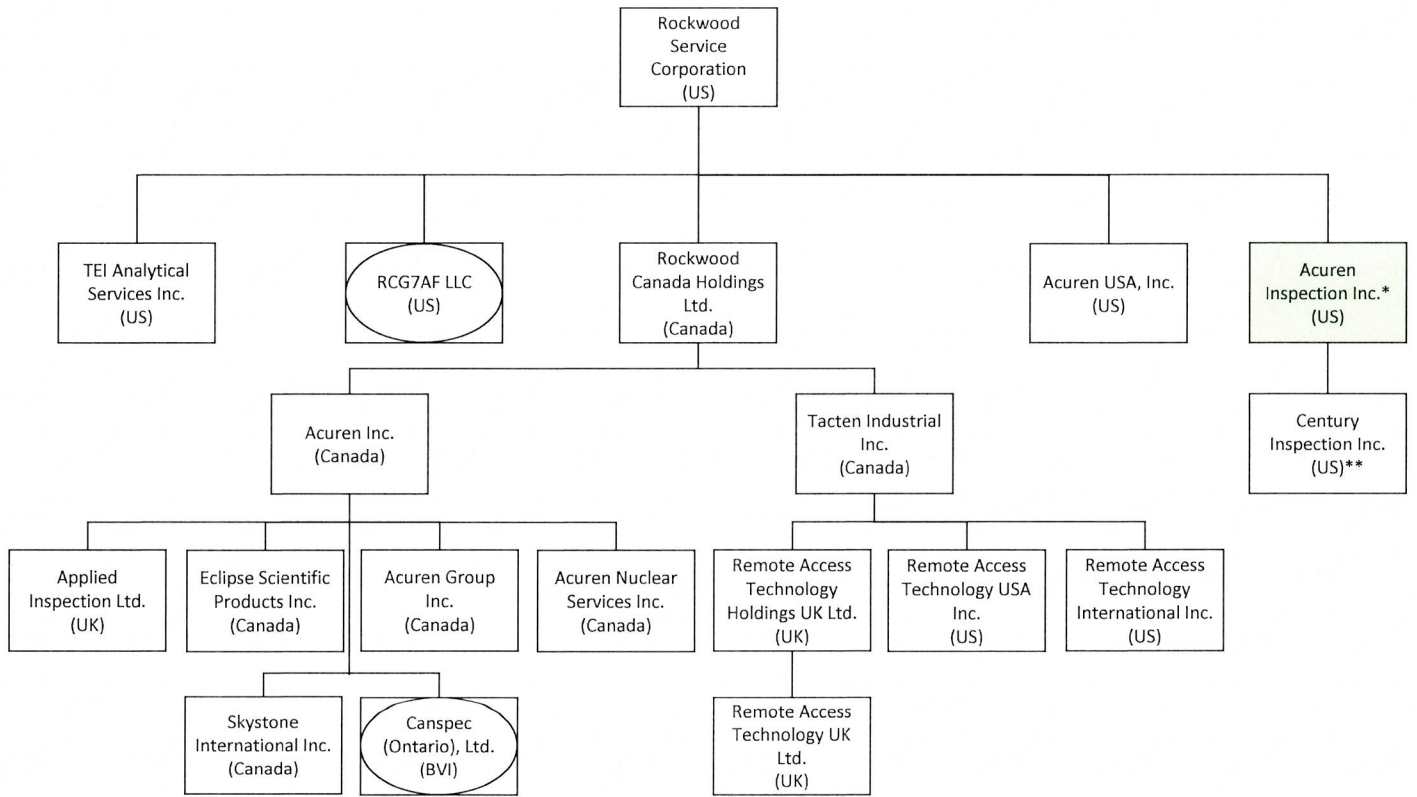 Rockwood
Service
Corporation
(US)
TEI Analytical
Services Inc.
(US)
RCG7AF LLC
(US)
Rockwood
Canada Holdings
Ltd.
(Canada)
Acuren USA, Inc.
(US)
Acuren
Inspection Inc.*
(US)
Acuren Inc.
(Canada)
Tacten Industrial
Inc.
(Canada)
Century
Inspection Inc.
(US)**
Applied
Inspection Ltd.
(UK)
Eclipse Scientific
Products Inc.
(Canada)
Acuren Group
Inc.
(Canada)
Acuren Nuclear
Services Inc.
(Canada)
Remote Access
Technology
Holdings UK Ltd.
(UK)
Remote Access
Technology USA
Inc.
(US)
Remote Access
Technology
International Inc.
(US)
Skystone
International Inc.
(Canada)
Canspec
(Ontario), Ltd.
(BVI)
Remote Access
Technology UK
Ltd.
(UK)